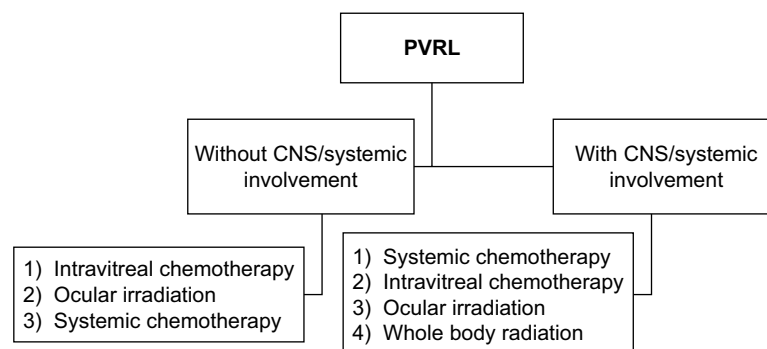 PVRL
Without CNS/systemic
involvement
With CNS/systemic
involvement
1) Intravitreal chemotherapy
2) Ocular irradiation
3) Systemic chemotherapy
1) Systemic chemotherapy
2) Intravitreal chemotherapy
3) Ocular irradiation
4) Whole body radiation